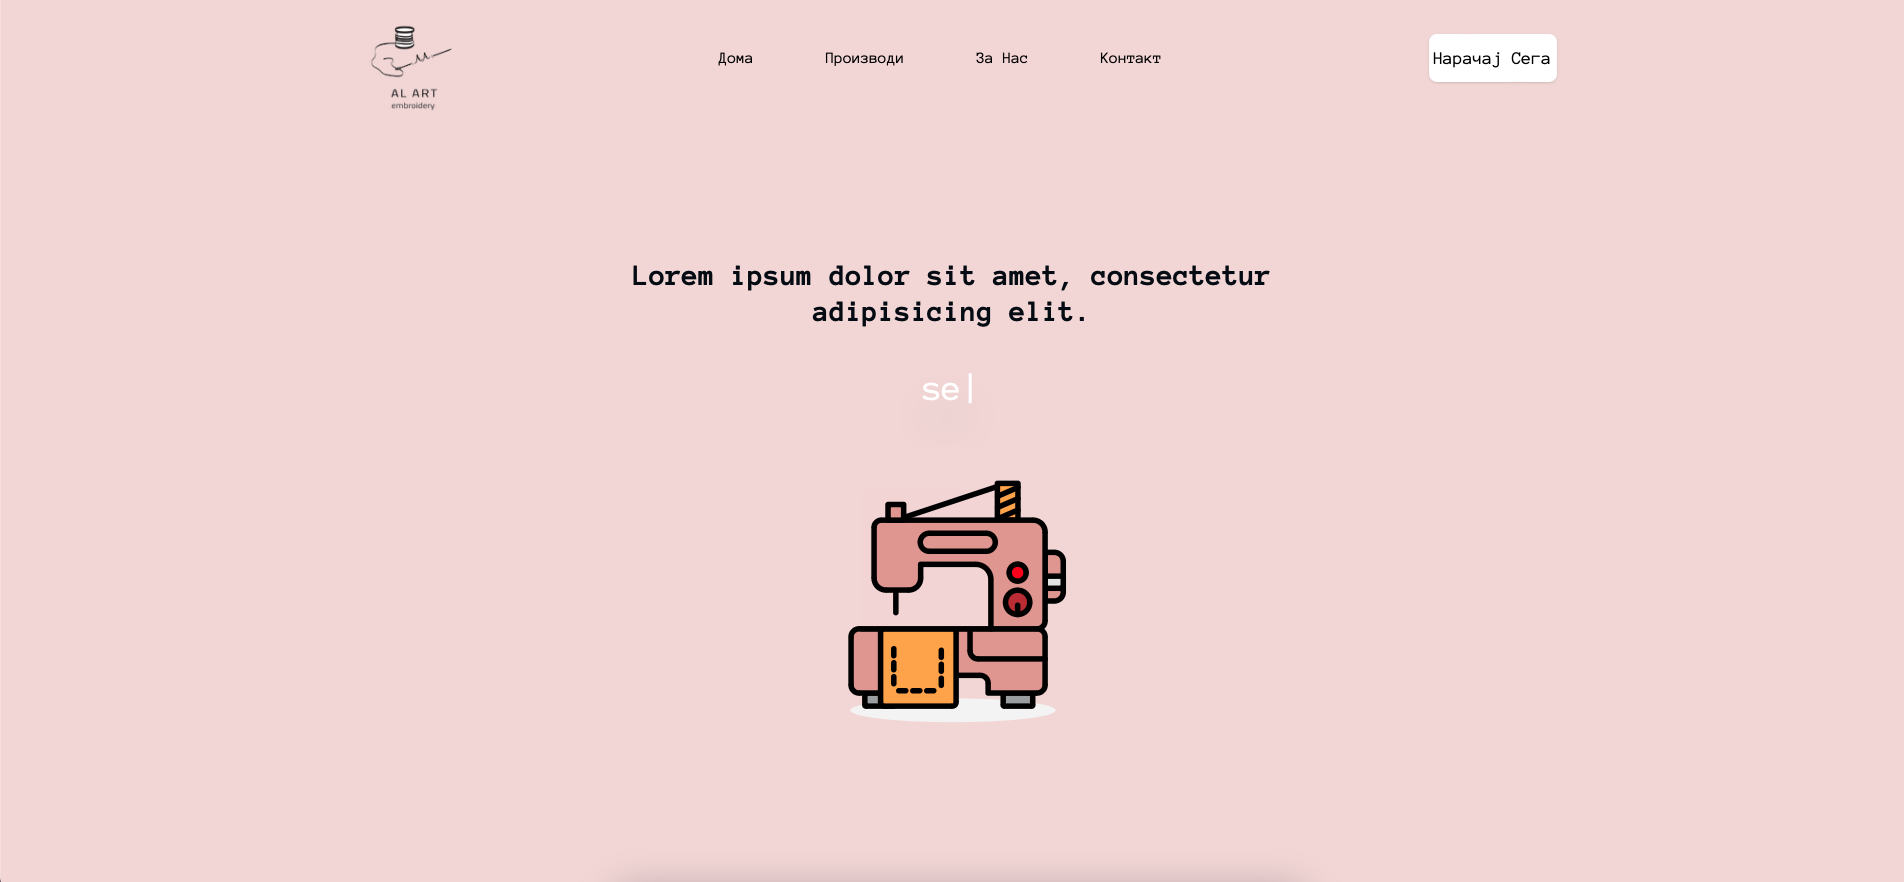 AL ART
embroidery
Дома
Производи
За Нас
Контакт
Нарачај Сега
Lorem ipsum dolor sit amet, consectetur
adipisicing elit.
se|